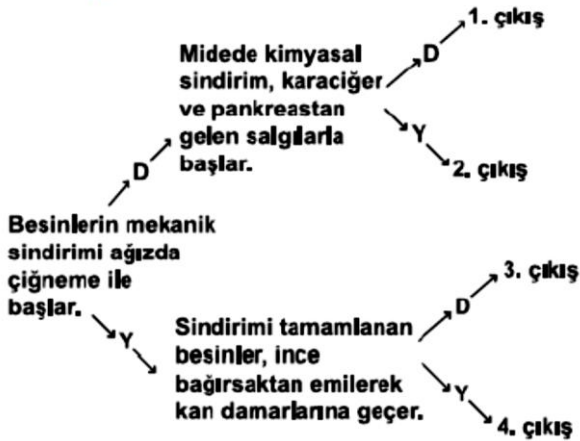 Midede kimyasal
sindirim, karaciğer
ve pankreastan
gelen salgılarla
başlar.
D
1. çıkış
Y
2. çıkış
D
Besinlerin mekanik
sindirimi ağızda
çiğneme ile
başlar.
Y
Sindirimi tamamlanan
besinler, ince
bağırsaktan emilerek
kan damarlarına geçer.
D
3. çıkış
Y
4. çıkış